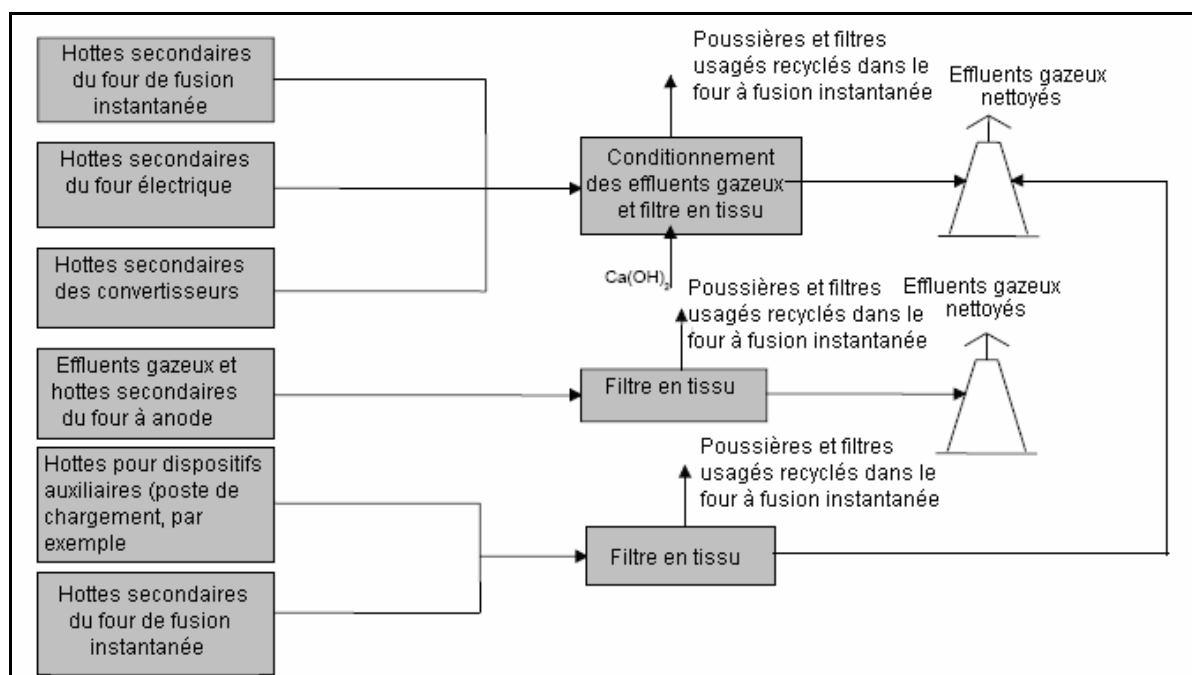 Hottes secondaires
du four de fusion
instantanée
Hottes secondaires
du four électrique
Hottes secondaires
des convertisseurs
Effluents gazeux et
hottes secondaires
du four à anode
Hottes pour dispositifs
auxiliaires (poste de
chargement, par
exemple
Hottes secondaires
du four de fusion
instantanée
Poussières et filtres
usagés recyclés dans le
four à fusion instantanée
Conditionnement
des effluents gazeux
et filtre en tissu
Ca(OH)₂
Effluents gazeux
nettoyés
Poussières et filtres
usagés recyclés dans le
four à fusion instantanée
Filtre en tissu
Effluents gazeux
nettoyés
Poussières et filtres
usagés recyclés dans le
four à fusion instantanée
Filtre en tissu